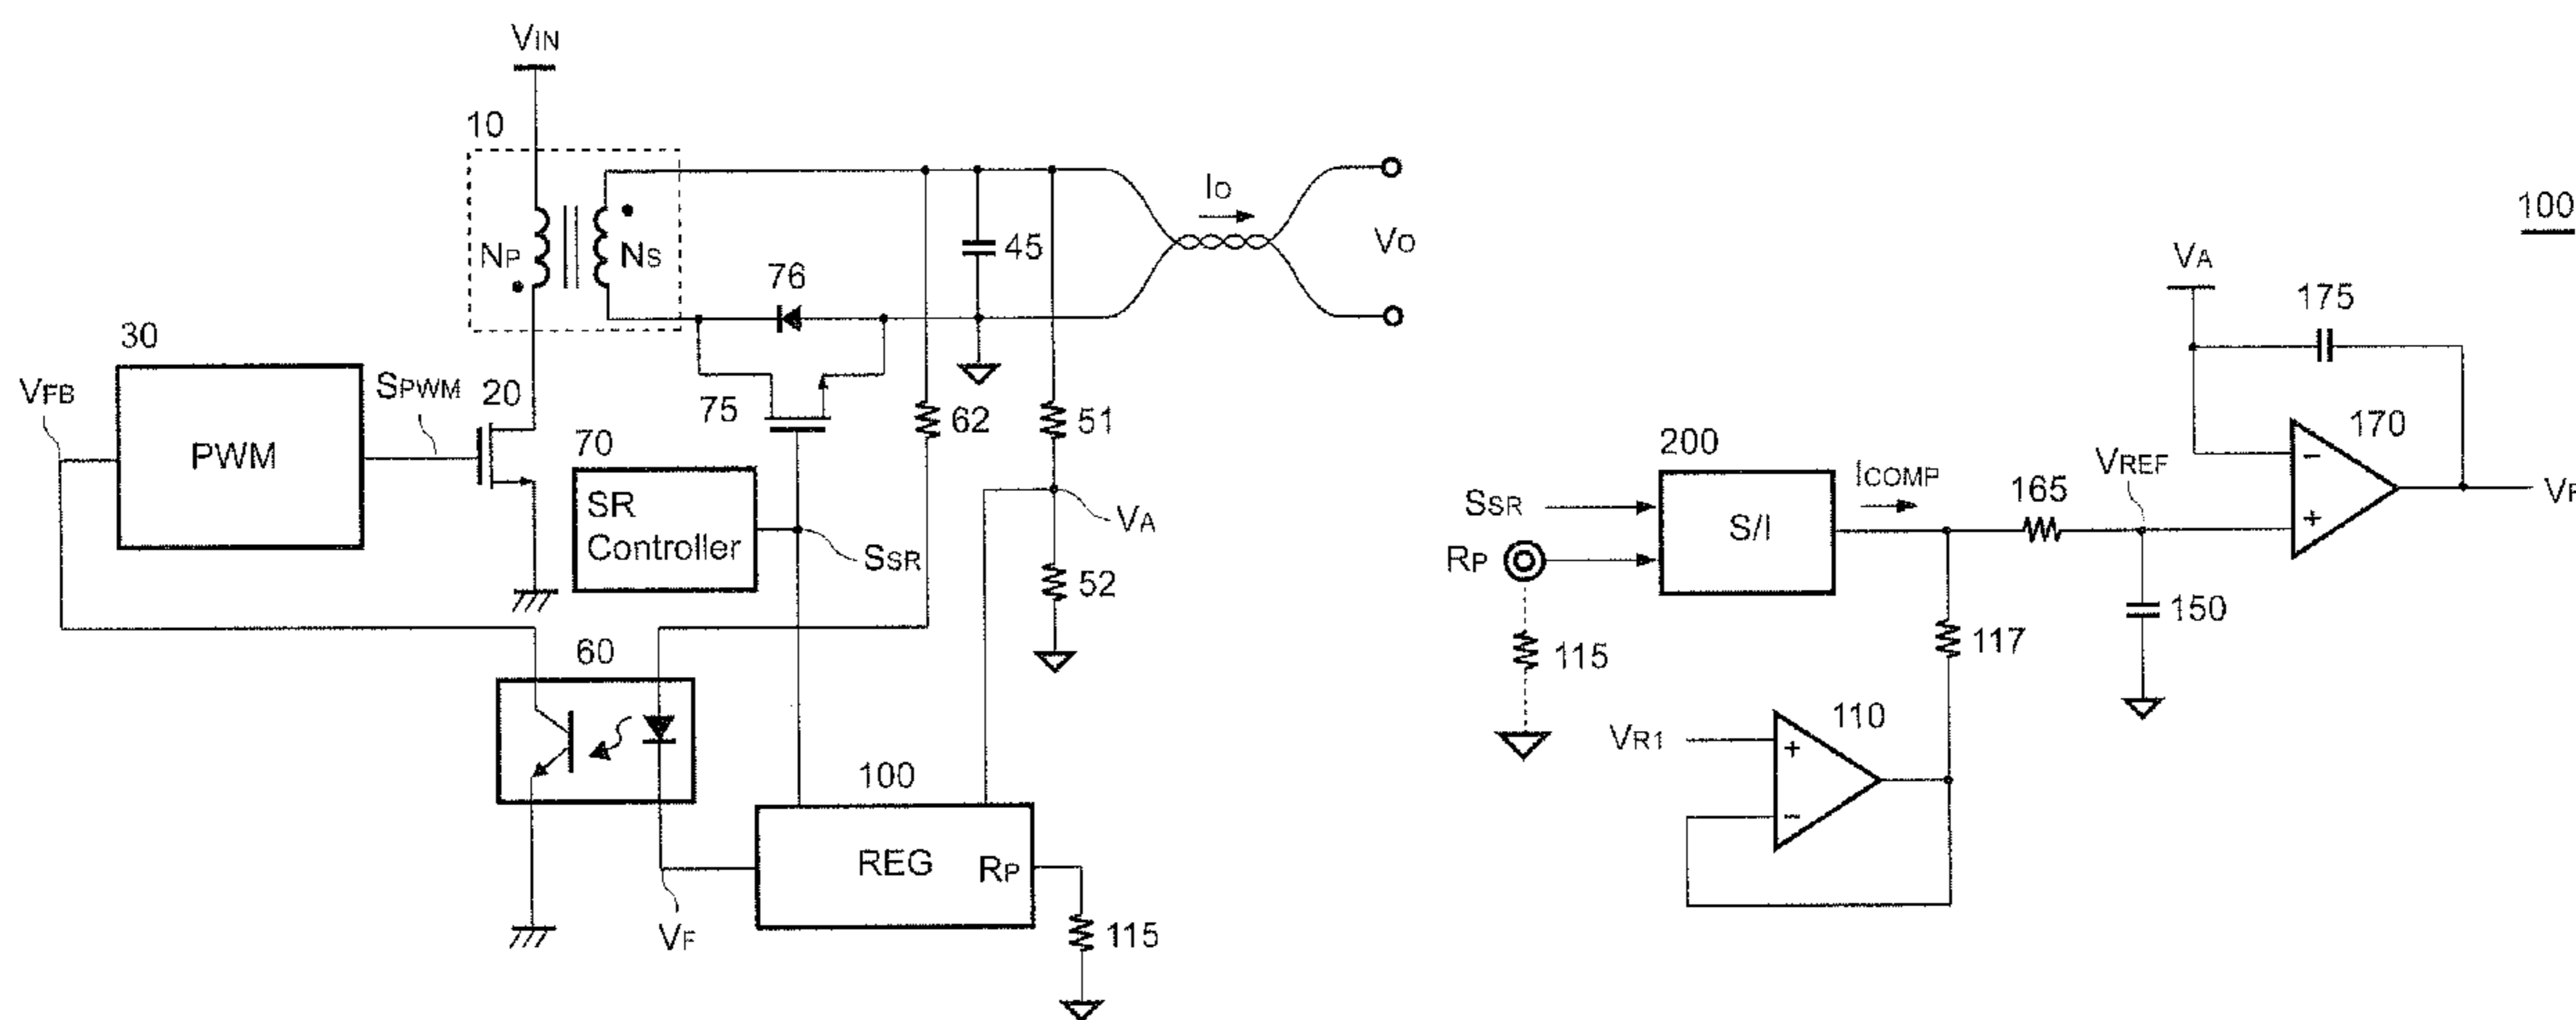 VIN
10
NP
NS
76
45
IO
VO
30
PWM
VFB
SPWM
20
70
SR
Controller
75
62
51
SSR
VA
52
60
100
REG
RP
VF
115
100
VA
175
170
VREF
200
SSR
S/I
ICOMP
165
RP
115
117
150
VR1
110
+
−
−
+